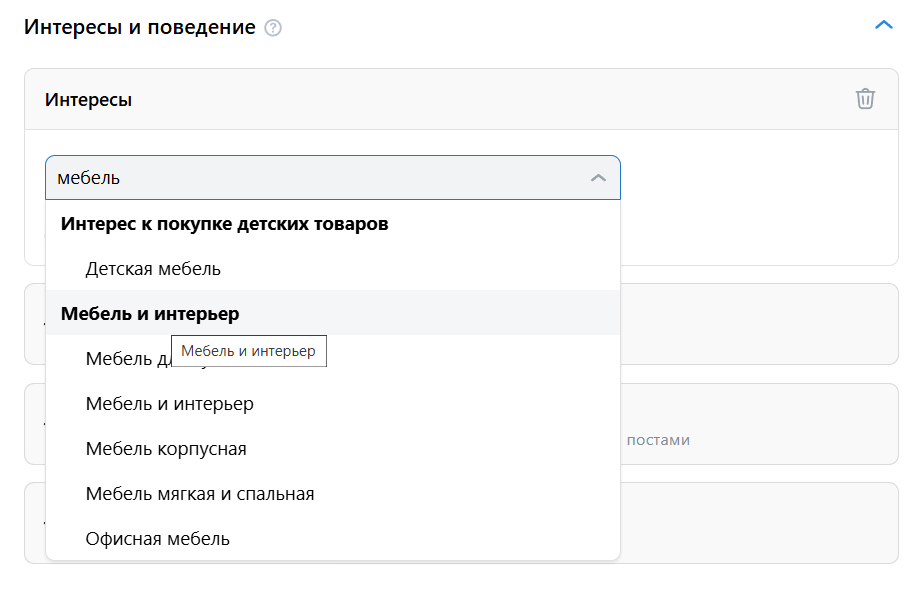 Интересы и поведение ?
Интересы
мебель
Интерес к покупке детских товаров
Детская мебель
Мебель и интерьер
Мебель и интерьер
Мебель
Мебель и интерьер
постами
Мебель корпусная
Мебель мягкая и спальная
Офисная мебель